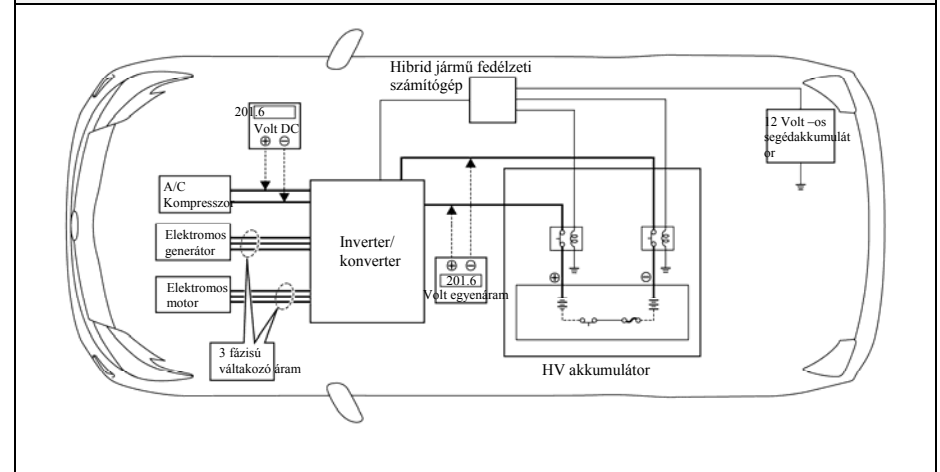 Hibrid jármű fedélzeti
számítógép
201.6
Volt DC
⊕ ⊖
12 Volt –os
segédakkumulát
or
A/C
Kompresszor
Elektromos
generátor
Inverter/
konverter
Elektromos
motor
⊕ ⊖
201.6
Volt egyenáram
⊕ ⊖
3 fázisú
váltakozó áram
HV akkumulátor